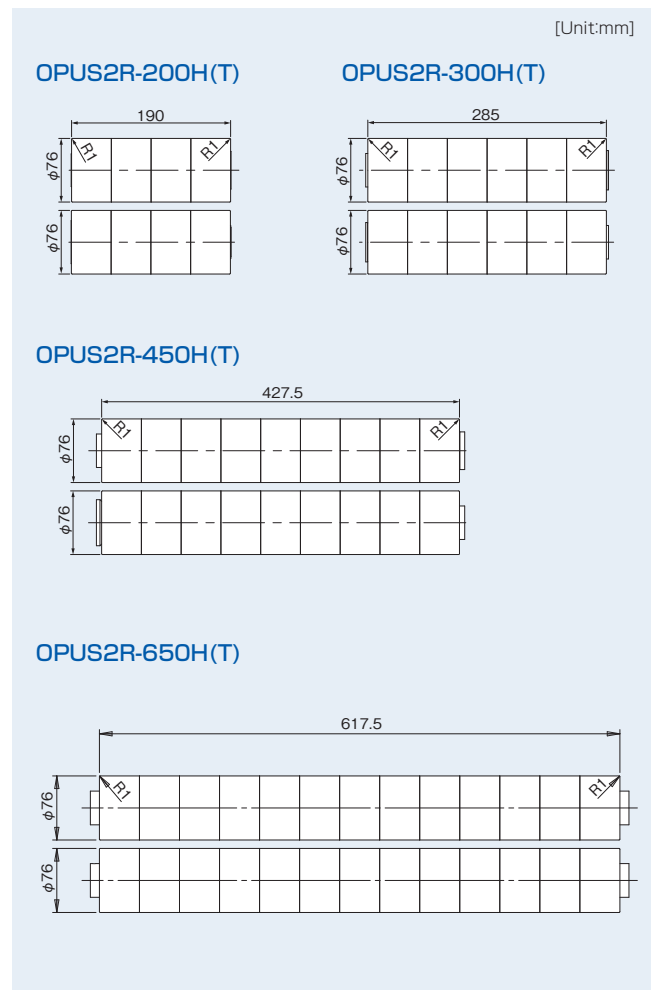 [Unit:mm]
OPUS2R-200H(T)
190
R1
R1
φ76
φ76
OPUS2R-300H(T)
285
R1
R1
φ76
φ76
OPUS2R-450H(T)
427.5
R1
R1
φ76
φ76
OPUS2R-650H(T)
617.5
R1
R1
φ76
φ76